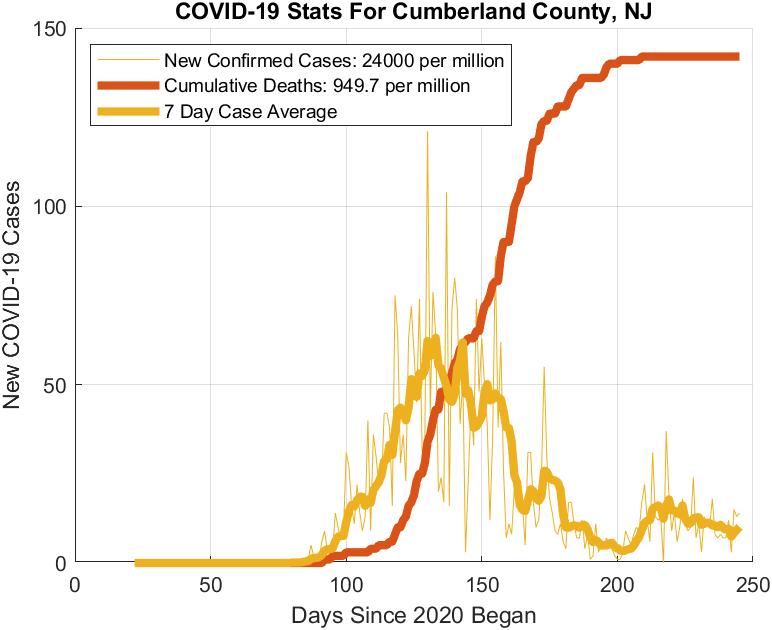 COVID-19 Stats For Cumberland County, NJ
150
New Confirmed Cases: 24000 per million
Cumulative Deaths: 949.7 per million
7 Day Case Average
100
50
0
New COVID-19 Cases
0 50 100 150 200 250
Days Since 2020 Began